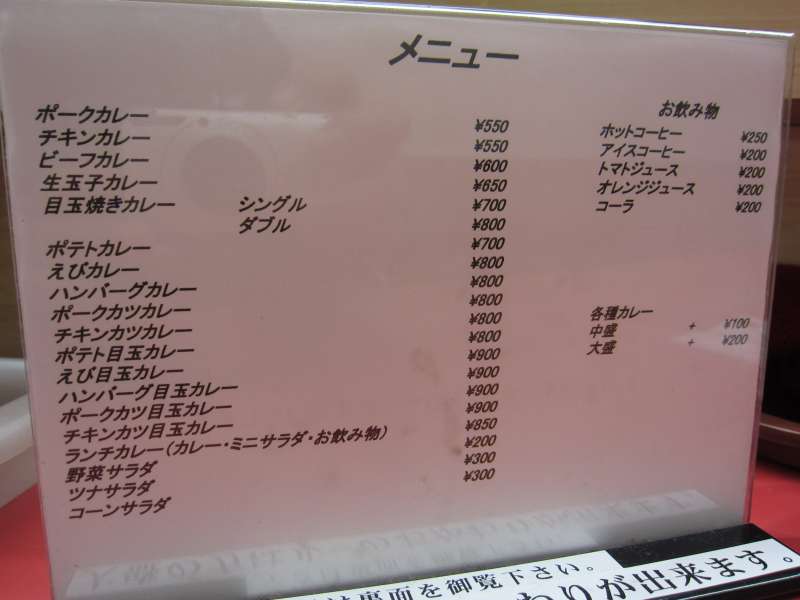 メニュー
ポークカレー ¥550
チキンカレー ¥550
ビーフカレー ¥600
生玉子カレー ¥650
目玉焼きカレー シングル ¥700
ダブル ¥800
ポテトカレー ¥700
えびカレー ¥800
ハンバーグカレー ¥800
ポークカツカレー ¥800
チキンカツカレー ¥800
ポテト目玉カレー ¥800
えび目玉カレー ¥900
ハンバーグ目玉カレー ¥900
ポークカツ目玉カレー ¥900
チキンカツ目玉カレー ¥900
ランチカレー(カレー・ミニサラダ・お飲み物) ¥850
野菜サラダ ¥200
ツナサラダ ¥300
コーンサラダ ¥300
お飲み物
ホットコーヒー ¥250
アイスコーヒー ¥200
トマトジュース ¥200
オレンジジュース ¥200
コーラ ¥200
各種カレー
中盛 + ¥100
大盛 + ¥200
は裏面を御覧下さい。
わりが出来ます。